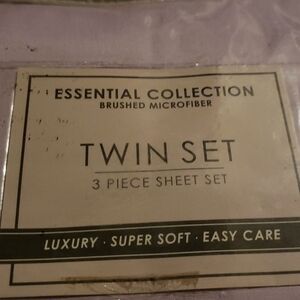 ESSENTIAL COLLECTION
BRUSHED MICROFIBER
TWIN SET
3 PIECE SHEET SET
LUXURY · SUPER SOFT · EASY CARE